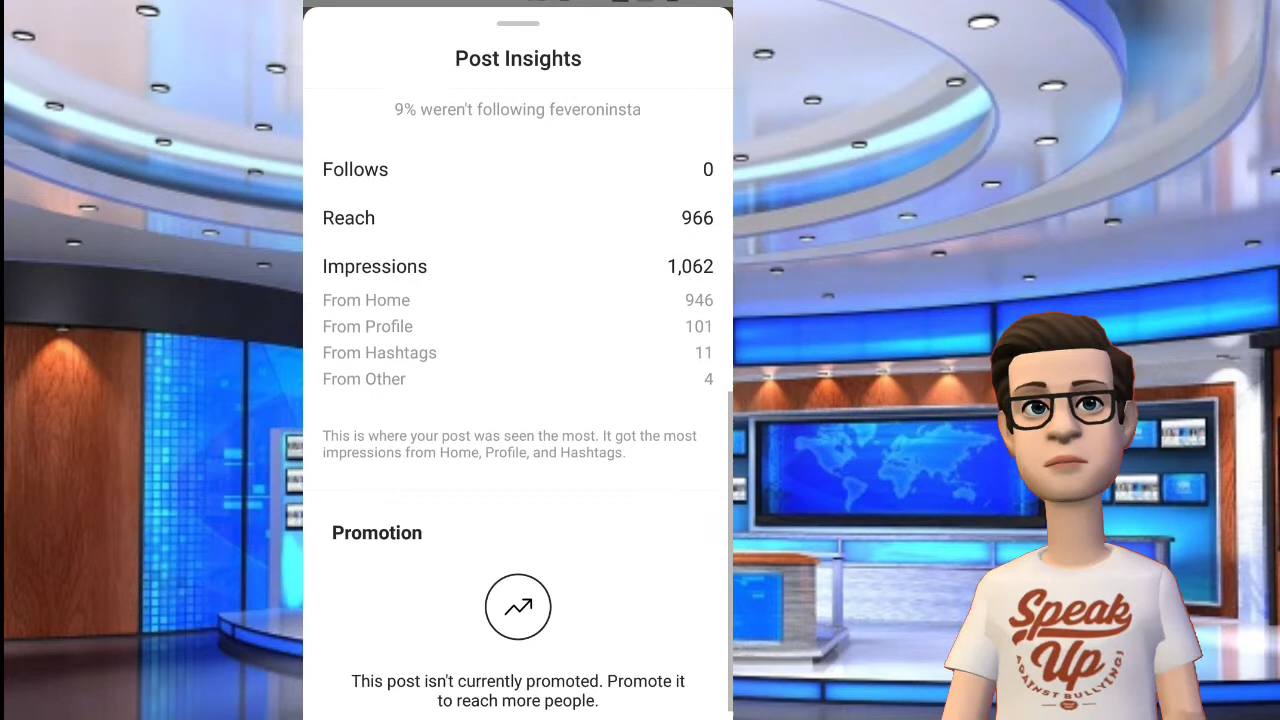 Post Insights
9% weren't following feveroninsta
Follows 0
Reach 966
Impressions 1,062
From Home 946
From Profile 101
From Hashtags 11
From Other 4
This is where your post was seen the most. It got the most
impressions from Home, Profile, and Hashtags.
Promotion
This post isn't currently promoted. Promote it
to reach more people.
Speak
Up
AGAINST BULLYING!